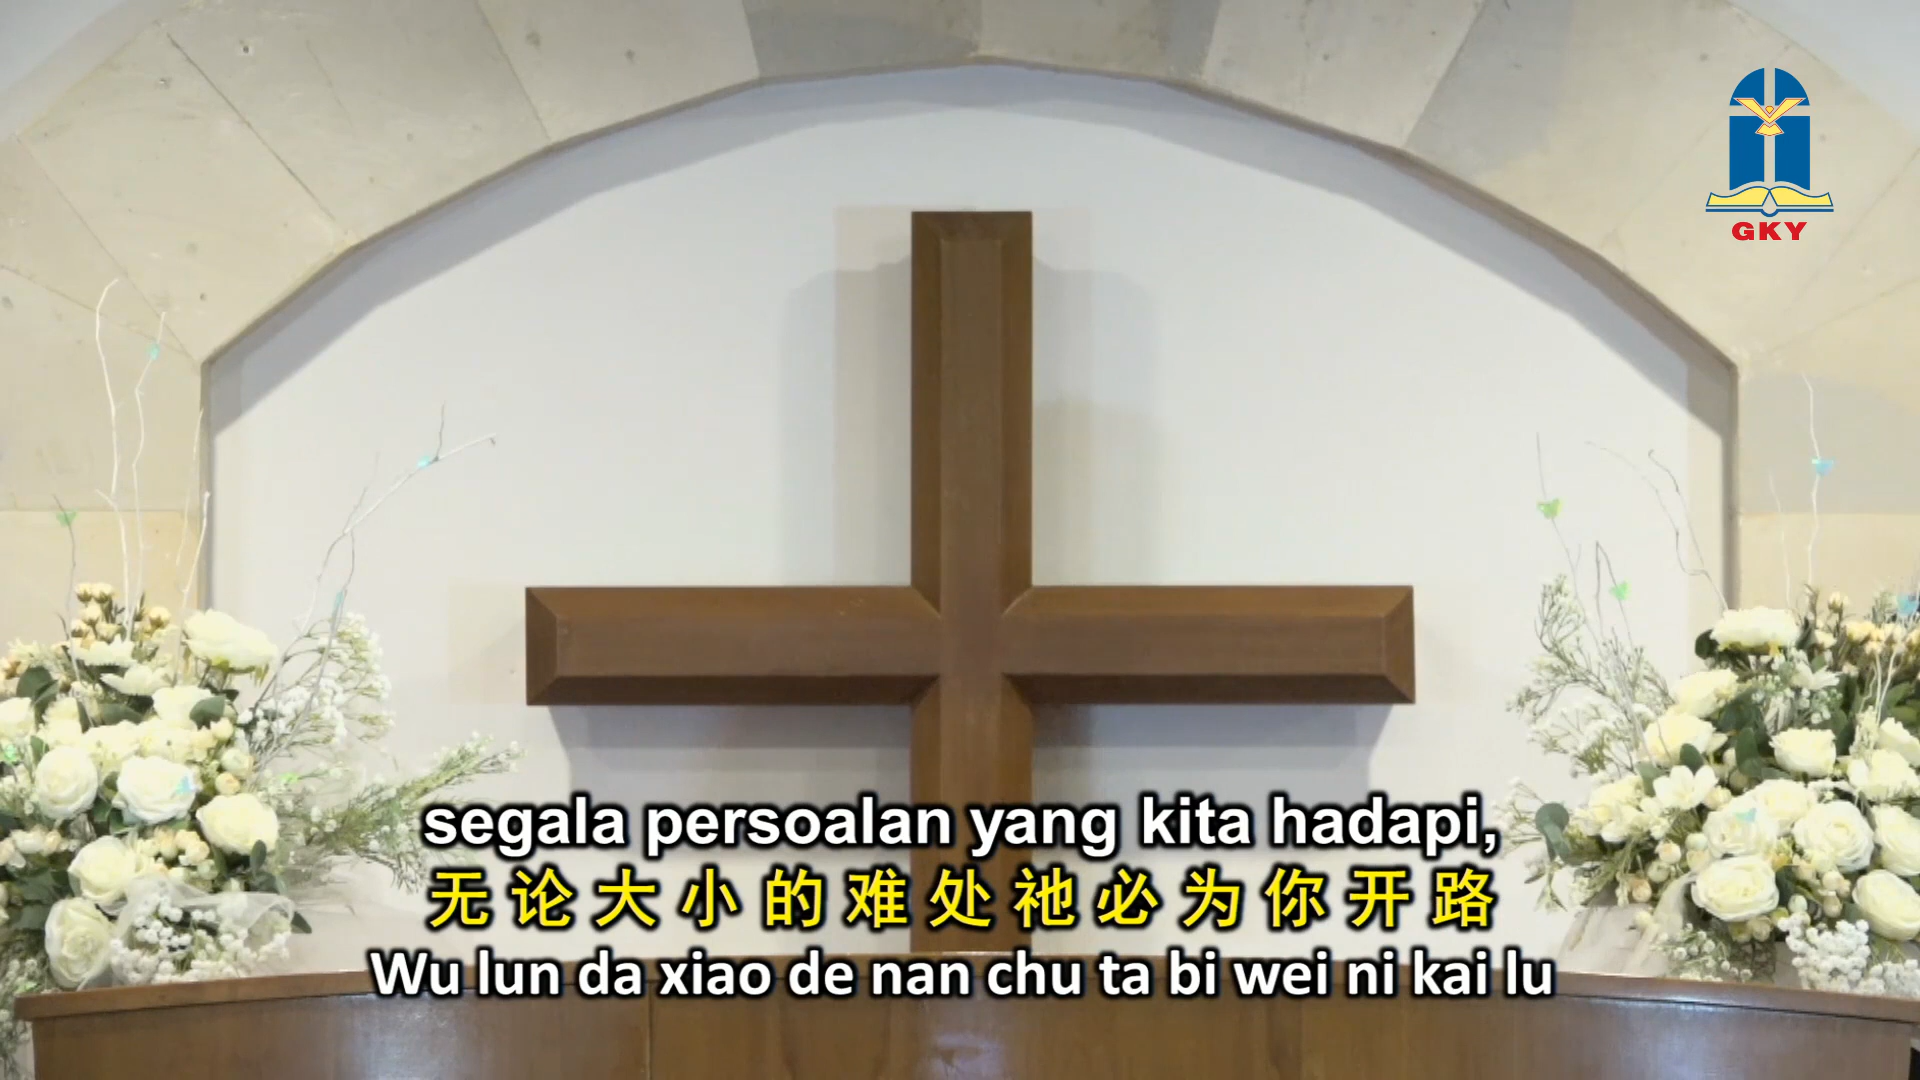 GKY
segala persoalan yang kita hadapi,
无论大小的难处祂必为你开路
Wu lun da xiao de nan chu ta bi wei ni kai lu